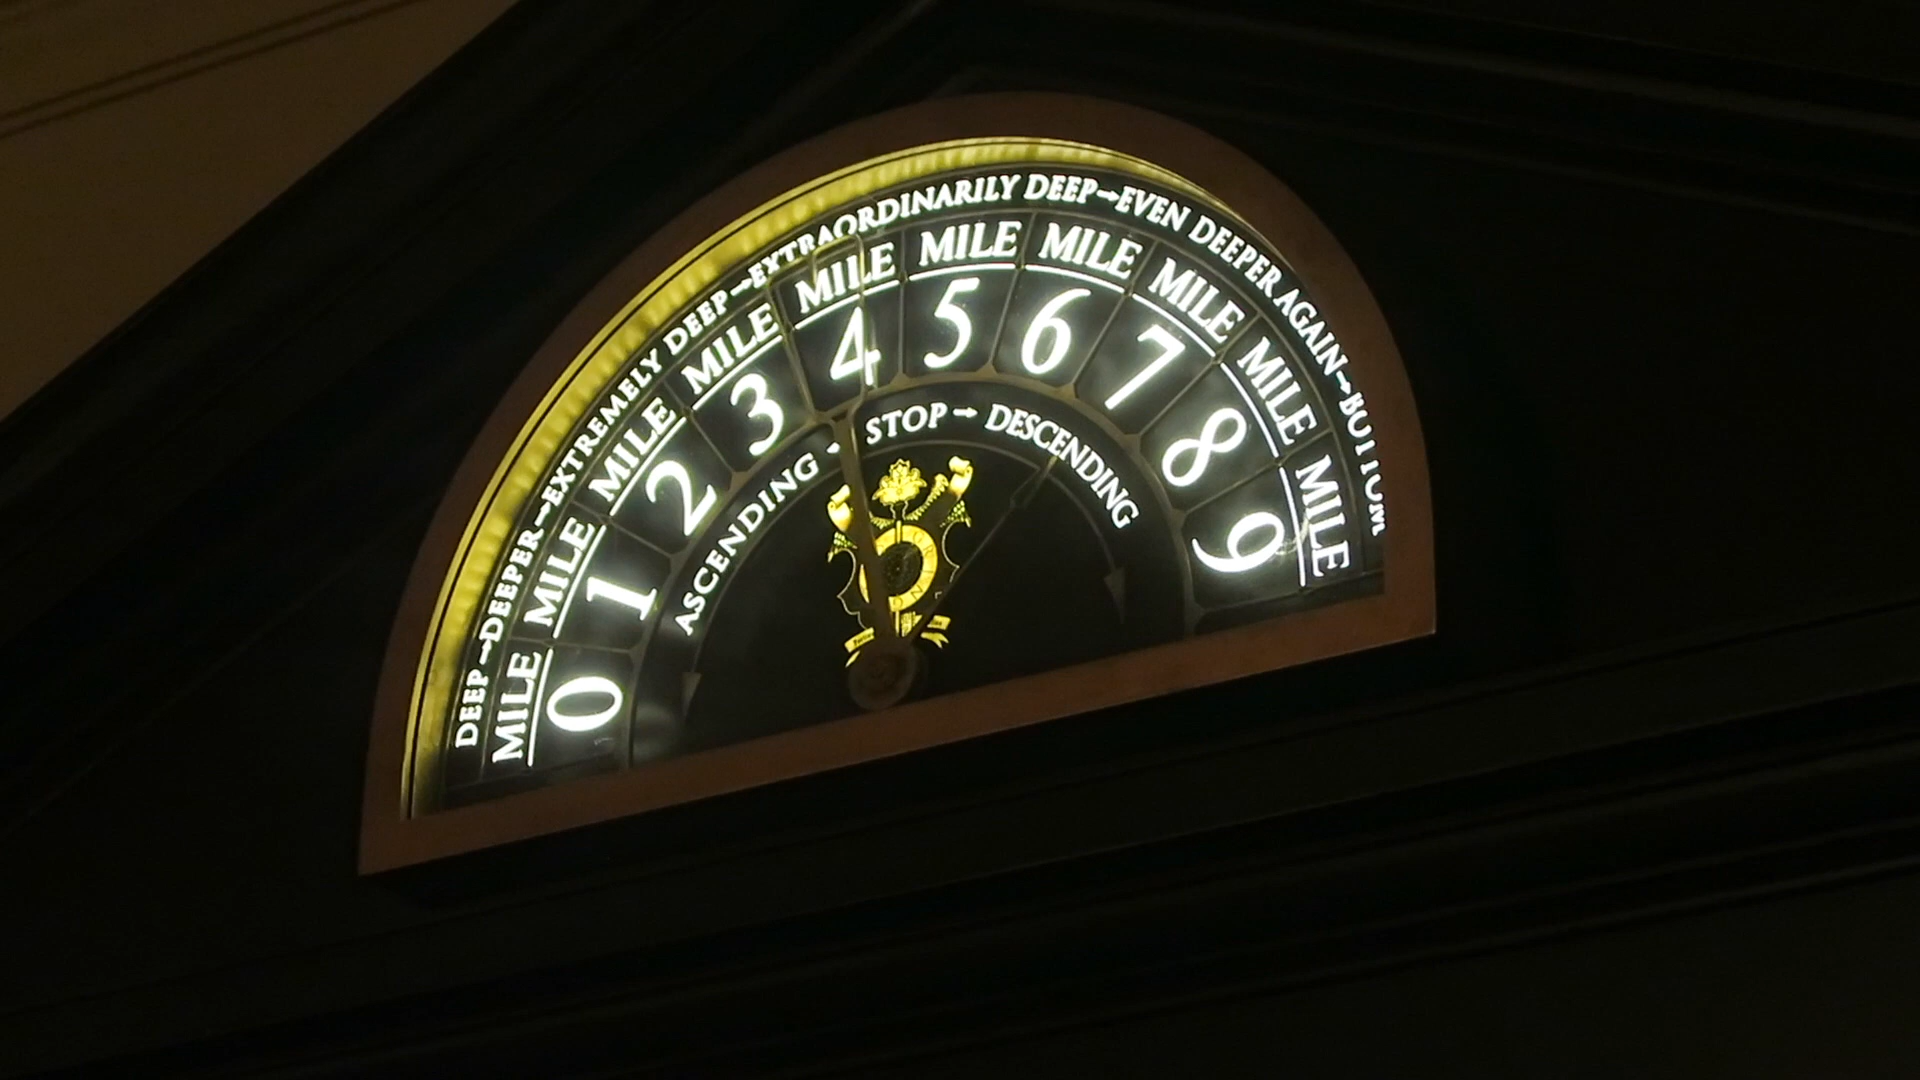 DEEP→DEEPER→EXTREMELY DEEP→EXTRAORDINARILY DEEP→EVEN DEEPER AGAIN→BOTTOM
MILE MILE MILE MILE MILE MILE MILE MILE MILE MILE
0 1 2 3 4 5 6 7 8 9
ASCENDING ← STOP → DESCENDING